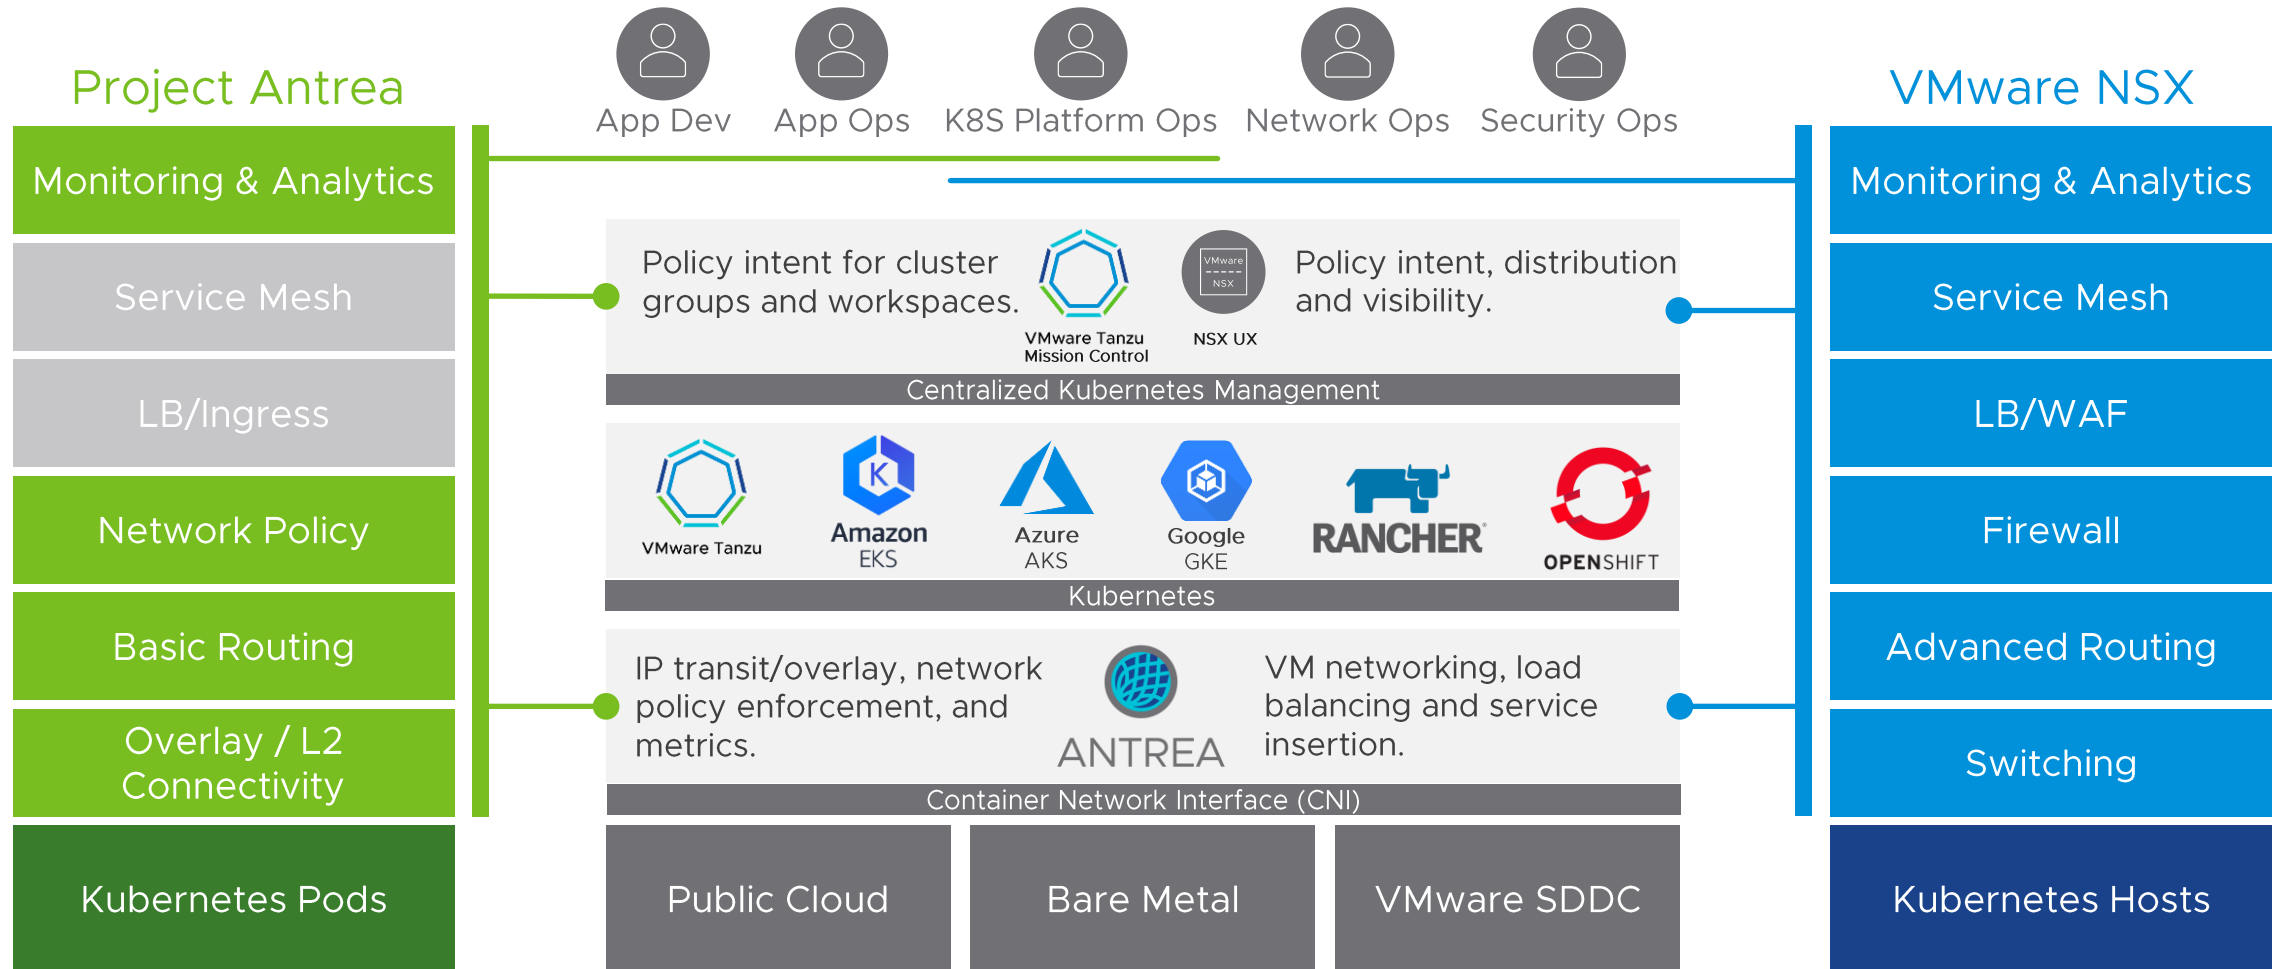 Project Antrea
Monitoring & Analytics
Service Mesh
LB/Ingress
Network Policy
Basic Routing
Overlay / L2
Connectivity
Kubernetes Pods
App Dev
App Ops
K8S Platform Ops
Network Ops
Security Ops
Policy intent for cluster
groups and workspaces.
VMware Tanzu
Mission Control
VMware
NSX
NSX UX
Policy intent, distribution
and visibility.
Centralized Kubernetes Management
VMware Tanzu
K
Amazon
EKS
Azure
AKS
Google
GKE
RANCHER®
OPENSHIFT
Kubernetes
IP transit/overlay, network
policy enforcement, and
metrics.
ANTREA
VM networking, load
balancing and service
insertion.
Container Network Interface (CNI)
Public Cloud
Bare Metal
VMware SDDC
VMware NSX
Monitoring & Analytics
Service Mesh
LB/WAF
Firewall
Advanced Routing
Switching
Kubernetes Hosts